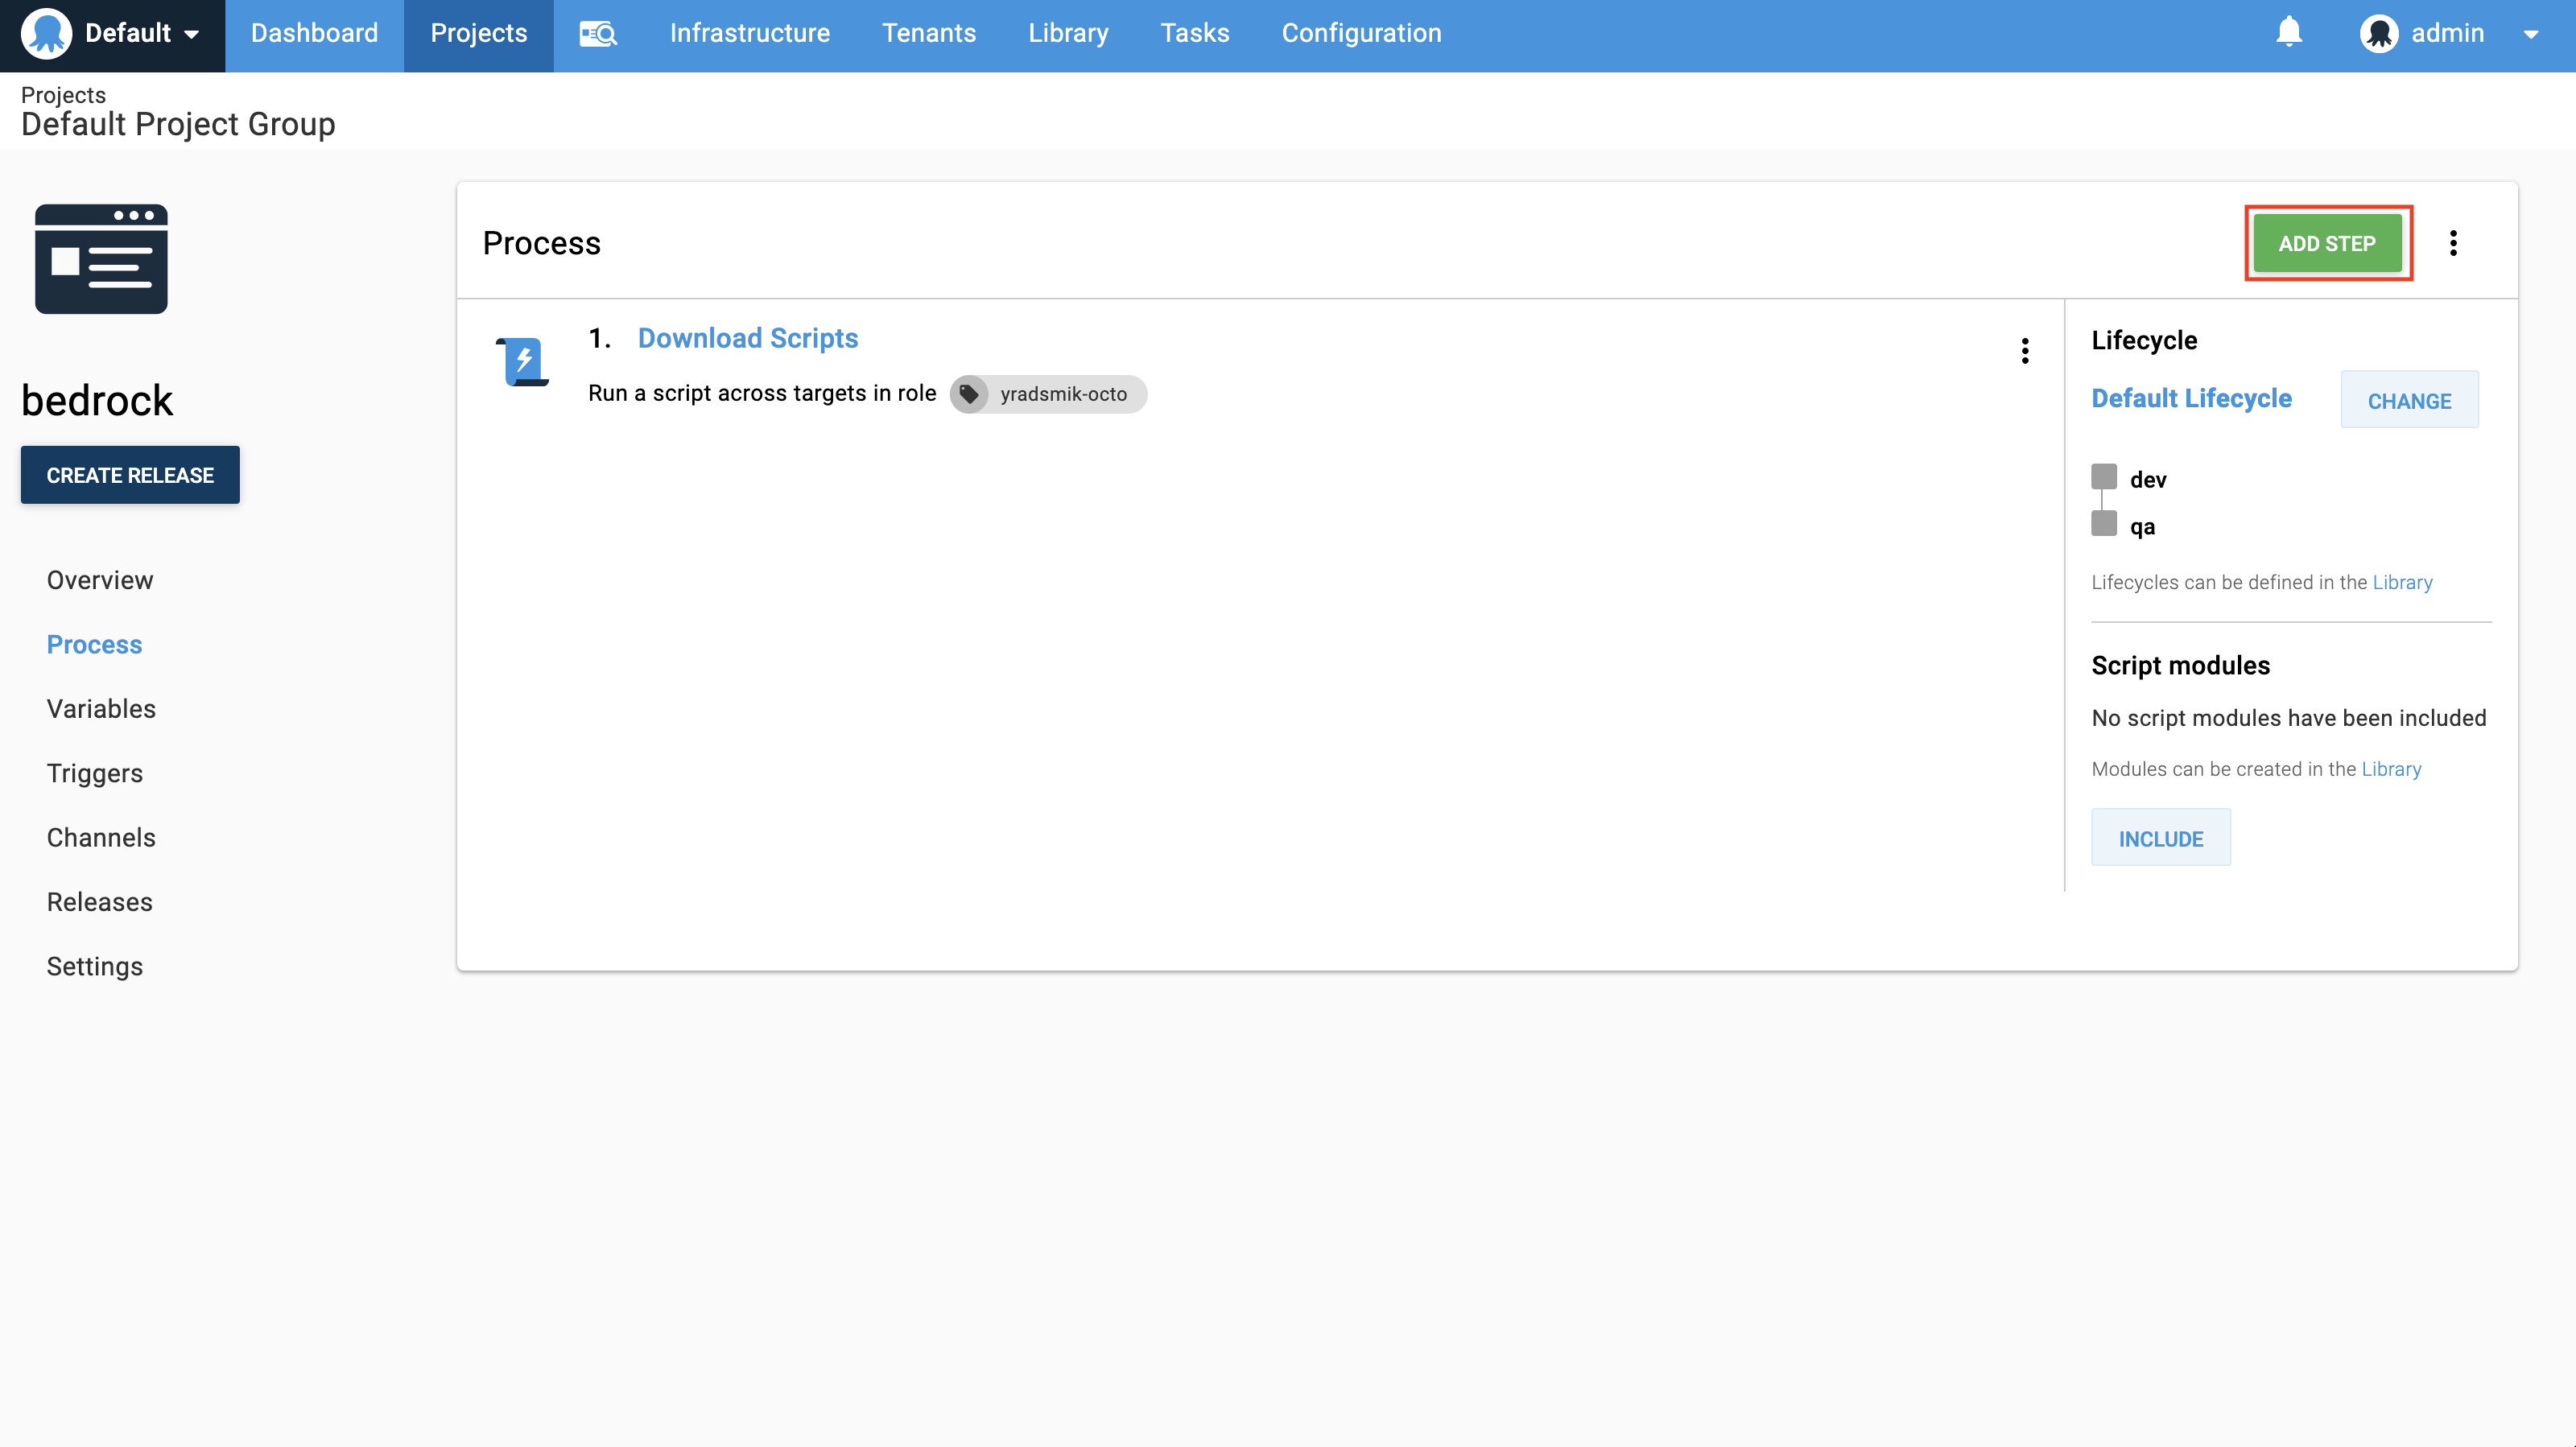 Default Dashboard Projects Infrastructure Tenants Library Tasks Configuration admin
Projects
Default Project Group
Process
ADD STEP
bedrock
CREATE RELEASE
Overview
Process
Variables
Triggers
Channels
Releases
Settings
1. Download Scripts
Run a script across targets in role yradsmik-octo
Lifecycle
Default Lifecycle CHANGE
dev
qa
Lifecycles can be defined in the Library
Script modules
No script modules have been included
Modules can be created in the Library
INCLUDE